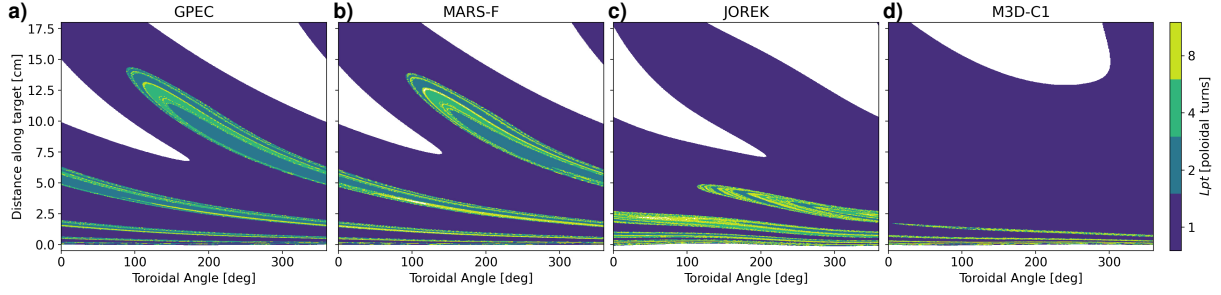 a) GPEC
b) MARS-F
c) JOREK
d) M3D-C1
17.5
15.0
12.5
10.0
7.5
5.0
2.5
0.0
Distance along target [cm]
0 100 200 300
Toroidal Angle [deg]
0 100 200 300
Toroidal Angle [deg]
0 100 200 300
Toroidal Angle [deg]
0 100 200 300
Toroidal Angle [deg]
8
4
2
1
Lpt [poloidal turns]